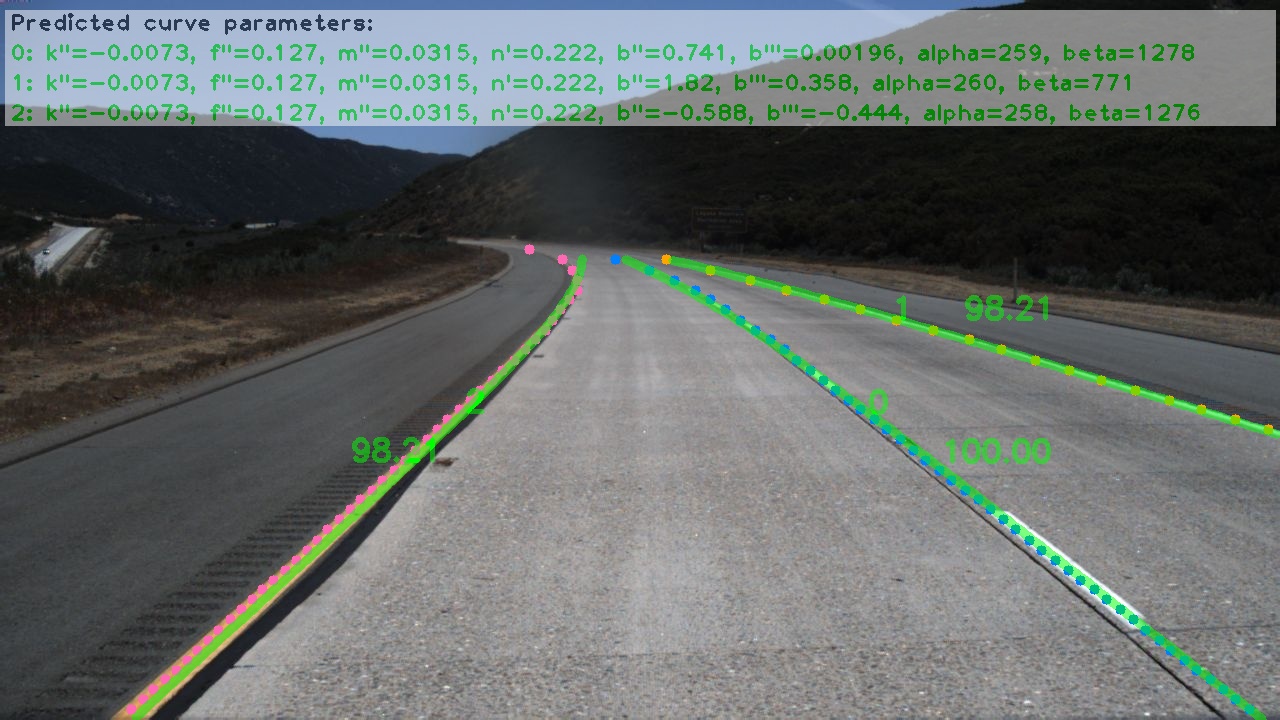 Predicted curve parameters:
0: k''=-0.0073, f''=0.127, m''=0.0315, n'=0.222, b''=0.741, b'''=0.00196, alpha=259, beta=1278
1: k''=-0.0073, f''=0.127, m''=0.0315, n'=0.222, b''=1.82, b'''=0.358, alpha=260, beta=771
2: k''=-0.0073, f''=0.127, m''=0.0315, n'=0.222, b''=-0.588, b'''=-0.444, alpha=258, beta=1276
1 98.21
2
0
98.21
100.00